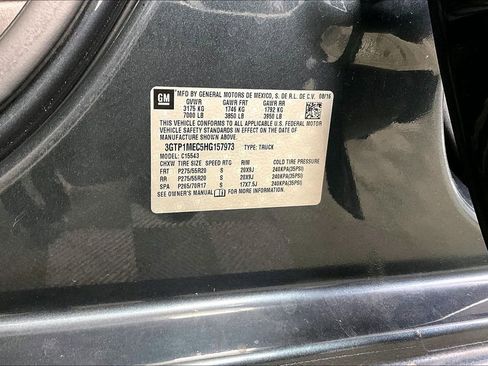 GM
MFD BY GENERAL MOTORS DE MEXICO, S. DE R.L. DE C.V. 08/16
GVWR GAWR FRT GAWR RR
3175 KG 1746 KG 1792 KG
7000 LB 3850 LB 3950 LB
THIS VEHICLE CONFORMS TO ALL APPLICABLE U.S. FEDERAL MOTOR
VEHICLE SAFETY STANDARDS IN EFFECT ON THE DATE OF
MANUFACTURE SHOWN ABOVE.
3GTP1MEC5HG157973 TYPE: TRUCK
MODEL: C15543
CHXW TIRE SIZE SPEED RTG RIM COLD TIRE PRESSURE
FRT P275/55R20 S 20X9J 240KPA(35PSI)
RR P275/55R20 S 20X9J 240KPA(35PSI)
SPA P265/70R17 S 17X7.5J 240KPA(35PSI)
SEE OWNER'S MANUAL FOR MORE INFORMATION.